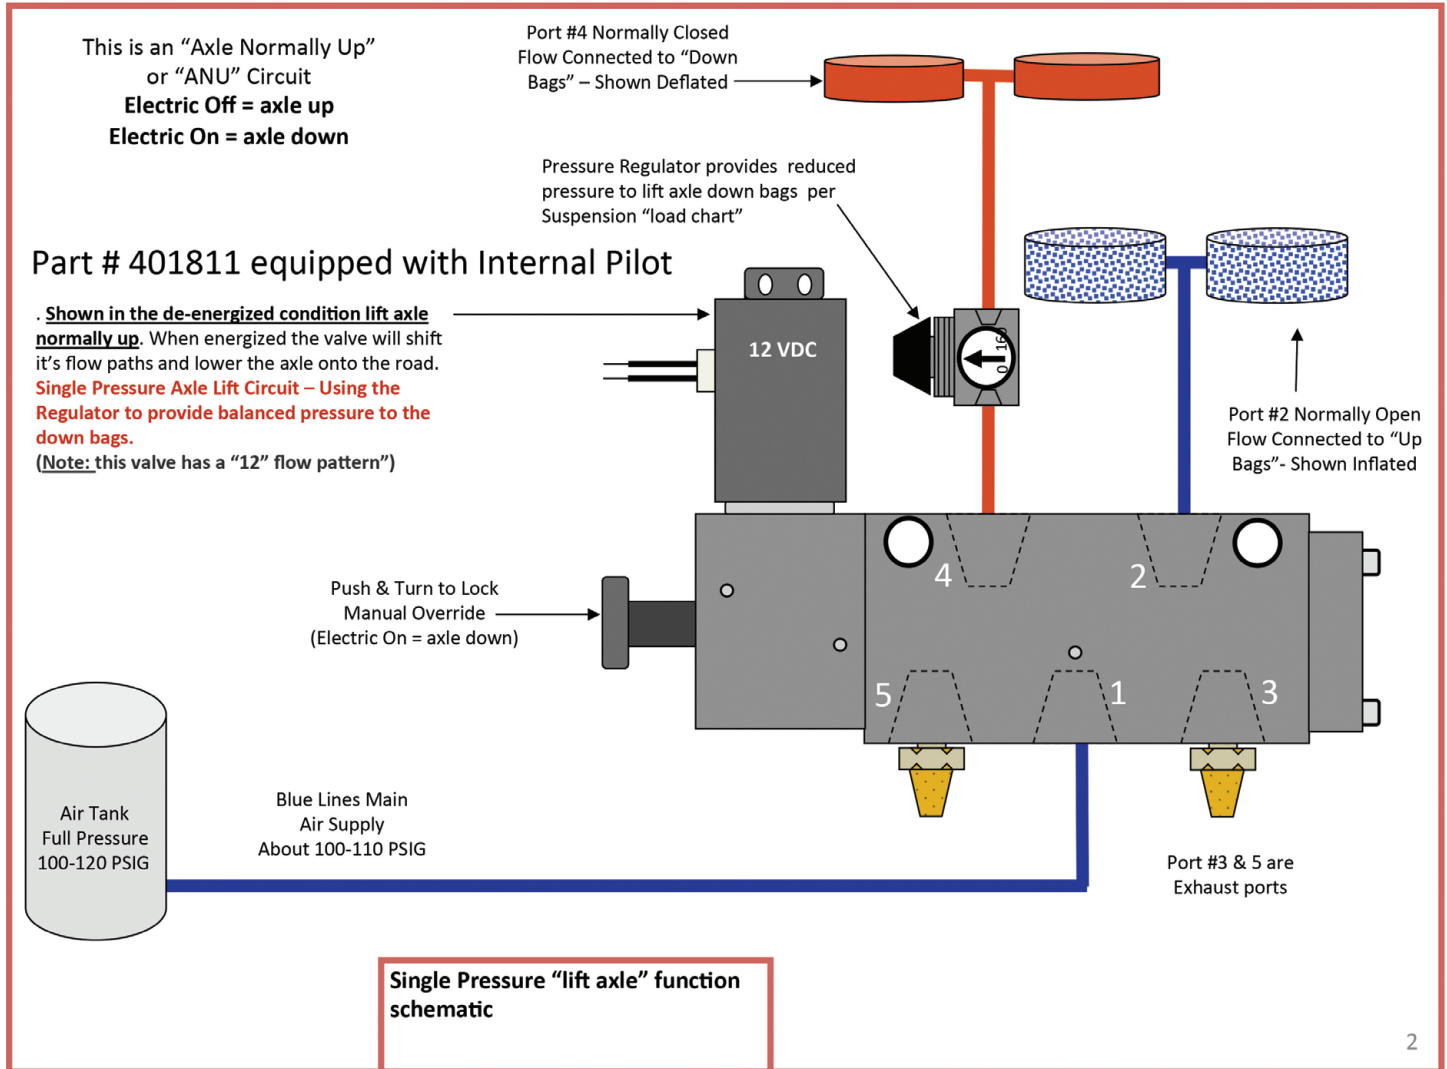 This is an “Axle Normally Up”
or “ANU” Circuit
Electric Off = axle up
Electric On = axle down
Port #4 Normally Closed
Flow Connected to “Down
Bags” – Shown Deflated
Pressure Regulator provides reduced
pressure to lift axle down bags per
Suspension “load chart”
Part # 401811 equipped with Internal Pilot
. Shown in the de-energized condition lift axle
normally up. When energized the valve will shift
it’s flow paths and lower the axle onto the road.
Single Pressure Axle Lift Circuit – Using the
Regulator to provide balanced pressure to the
down bags.
(Note: this valve has a “12” flow pattern”)
12 VDC
0 160
Port #2 Normally Open
Flow Connected to “Up
Bags”- Shown Inflated
Push & Turn to Lock
Manual Override
(Electric On = axle down)
4
2
5
1
3
Air Tank
Full Pressure
100-120 PSIG
Blue Lines Main
Air Supply
About 100-110 PSIG
Port #3 & 5 are
Exhaust ports
Single Pressure “lift axle” function
schematic
2